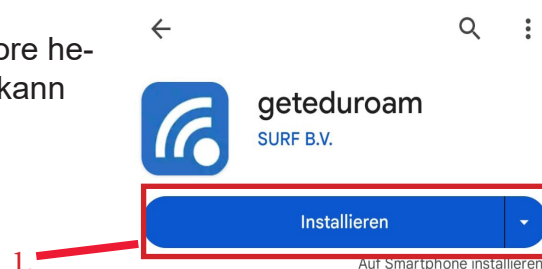 ore he-
kann
geteduroam
SURF B.V.
Installieren
1.
Auf Smartphone installieren